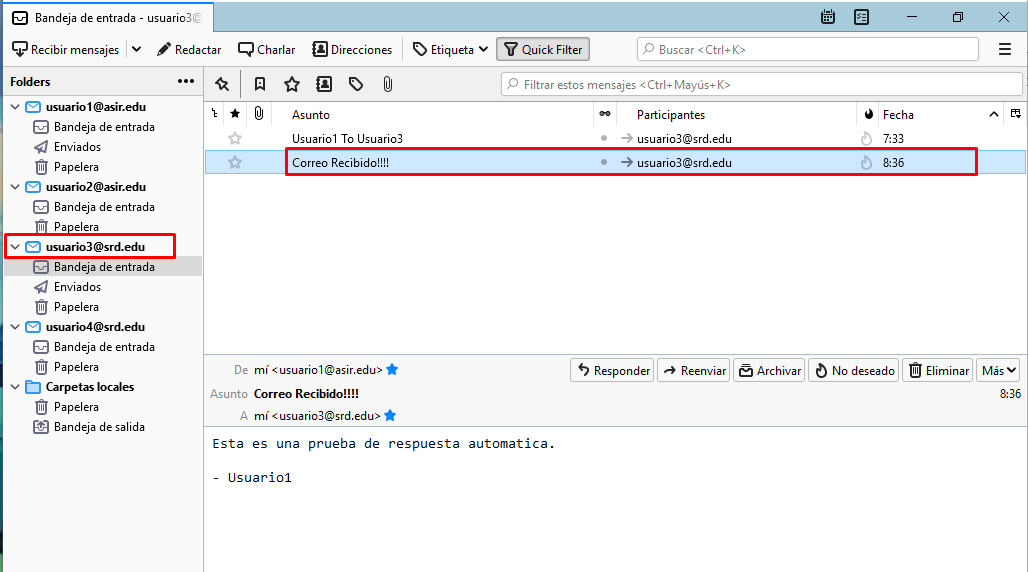 Bandeja de entrada - usuario3@
Recibir mensajes Redactar Charlar Direcciones Etiqueta Quick Filter Buscar <Ctrl+K>
Folders
Filtrar estos mensajes <Ctrl+Mayús+K>
usuario1@asir.edu
Bandeja de entrada
Enviados
Papelera
usuario2@asir.edu
Bandeja de entrada
Papelera
usuario3@srd.edu
Bandeja de entrada
Enviados
Papelera
usuario4@srd.edu
Bandeja de entrada
Papelera
Carpetas locales
Papelera
Bandeja de salida
Asunto Participantes Fecha
Usuario1 To Usuario3 usuario3@srd.edu 7:33
Correo Recibido!!!! usuario3@srd.edu 8:36
De mí <usuario1@asir.edu> Responder Reenviar Archivar No deseado Eliminar Más
Asunto Correo Recibido!!!! 8:36
A mí <usuario3@srd.edu>
Esta es una prueba de respuesta automatica.
- Usuario1